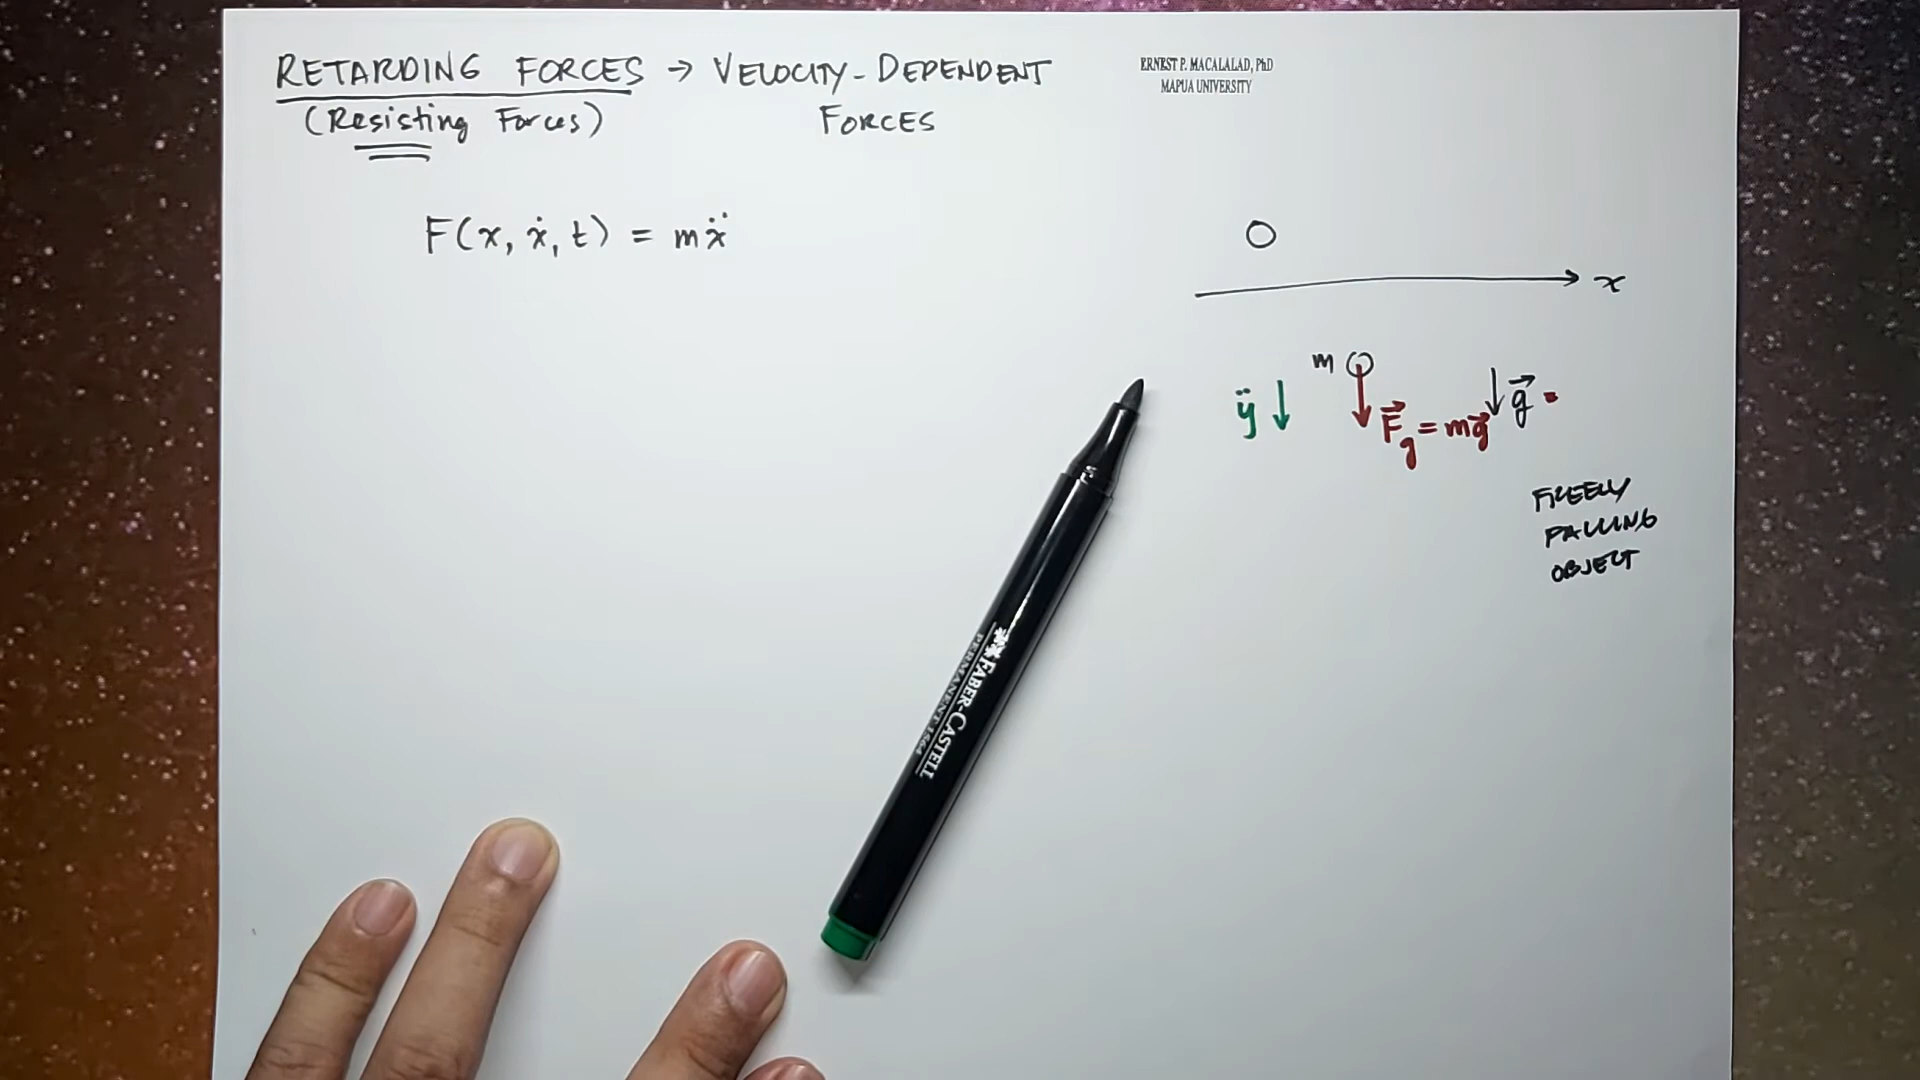 RETARDING FORCES → VELOCITY-DEPENDENT
(Resisting Forces) FORCES
ERNEST P. MACALALAD, PhD
MAPUA UNIVERSITY
F(x, ẋ, t) = mẍ
O
x
m
ÿ ↓ F⃗g = mg⃗ ↓ g⃗
FREELY
FALLING
OBJECT
FABER-CASTELL
PERMANENT 1564